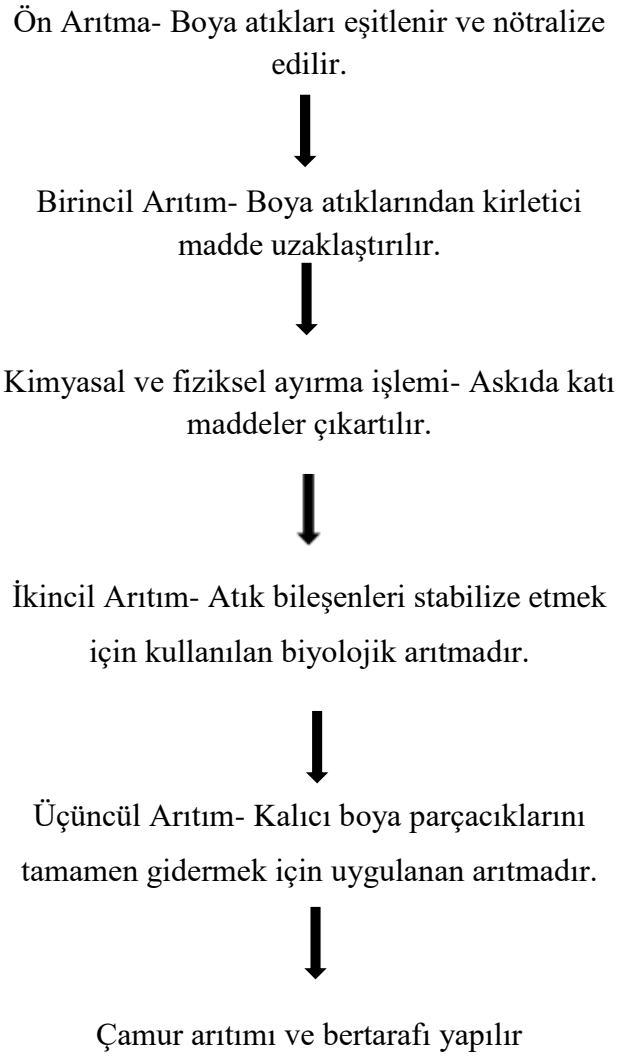 Ön Arıtma- Boya atıkları eşitlenir ve nötralize
edilir.
Birincil Arıtım- Boya atıklarından kirletici
madde uzaklaştırılır.
Kimyasal ve fiziksel ayırma işlemi- Askıda katı
maddeler çıkartılır.
İkincil Arıtım- Atık bileşenleri stabilize etmek
için kullanılan biyolojik arıtmadır.
Üçüncül Arıtım- Kalıcı boya parçacıklarını
tamamen gidermek için uygulanan arıtmadır.
Çamur arıtımı ve bertarafı yapılır